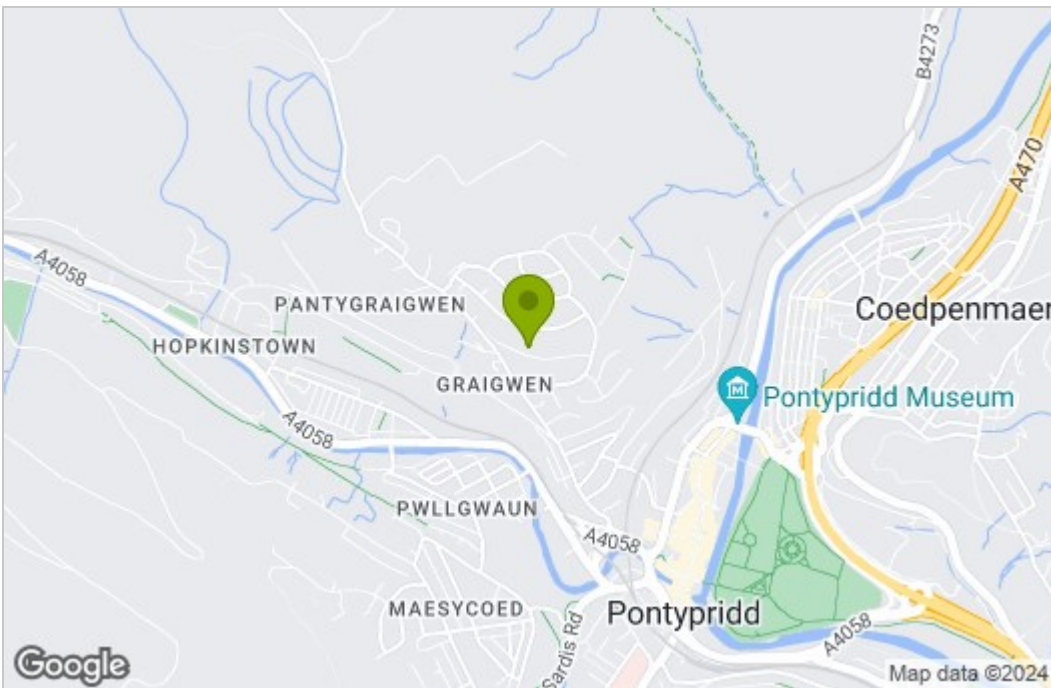 B4273
A470
A4058
PANTYGRAIGWEN
Coedpenmaen
HOPKINSTOWN
GRAIGWEN
Pontypridd Museum
A4058
PWLLGWAUN
A4058
MAESYCOED
Pontypridd
Sardis Rd
A4058
Google
Map data ©2024